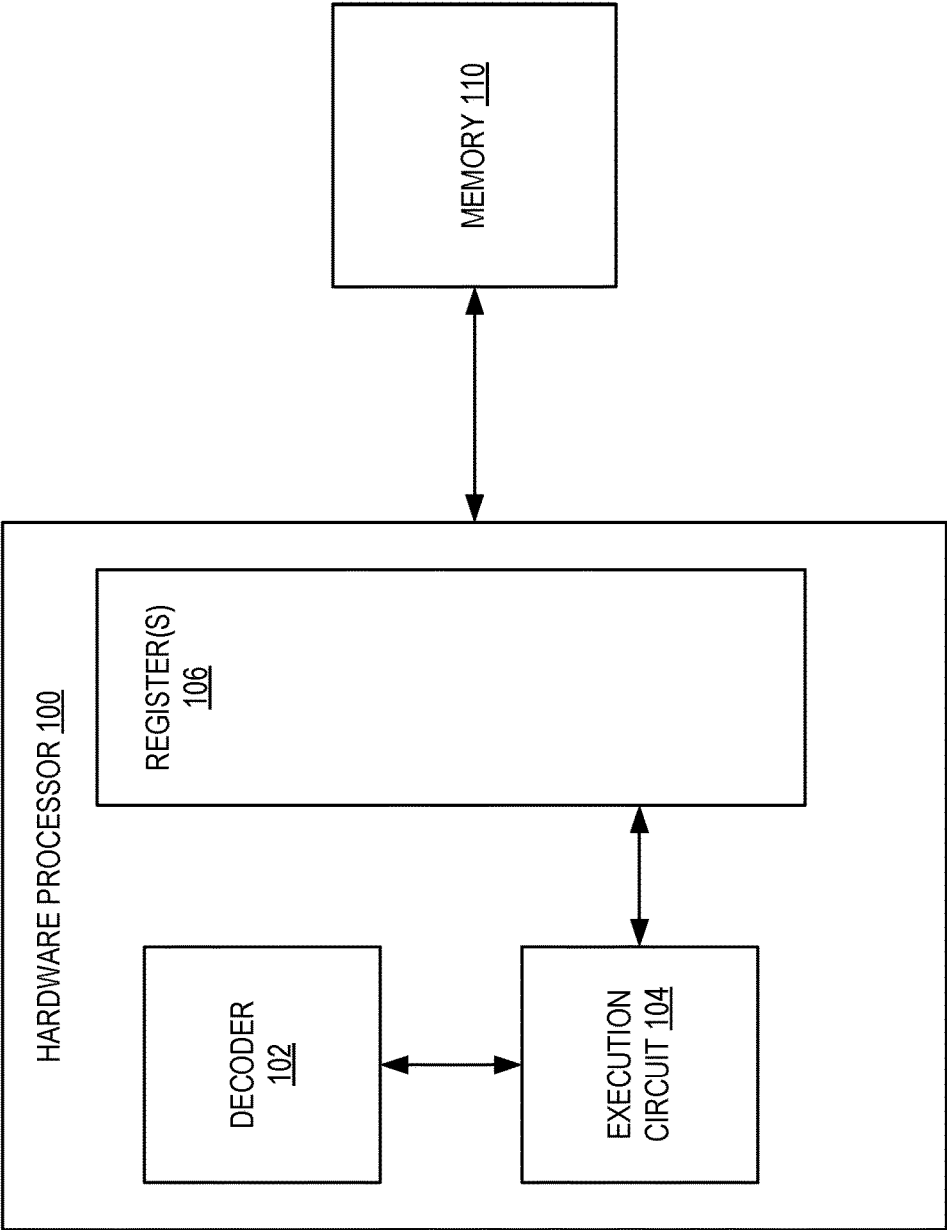 HARDWARE PROCESSOR 100
DECODER
102
REGISTER(S)
106
EXECUTION
CIRCUIT 104
MEMORY 110